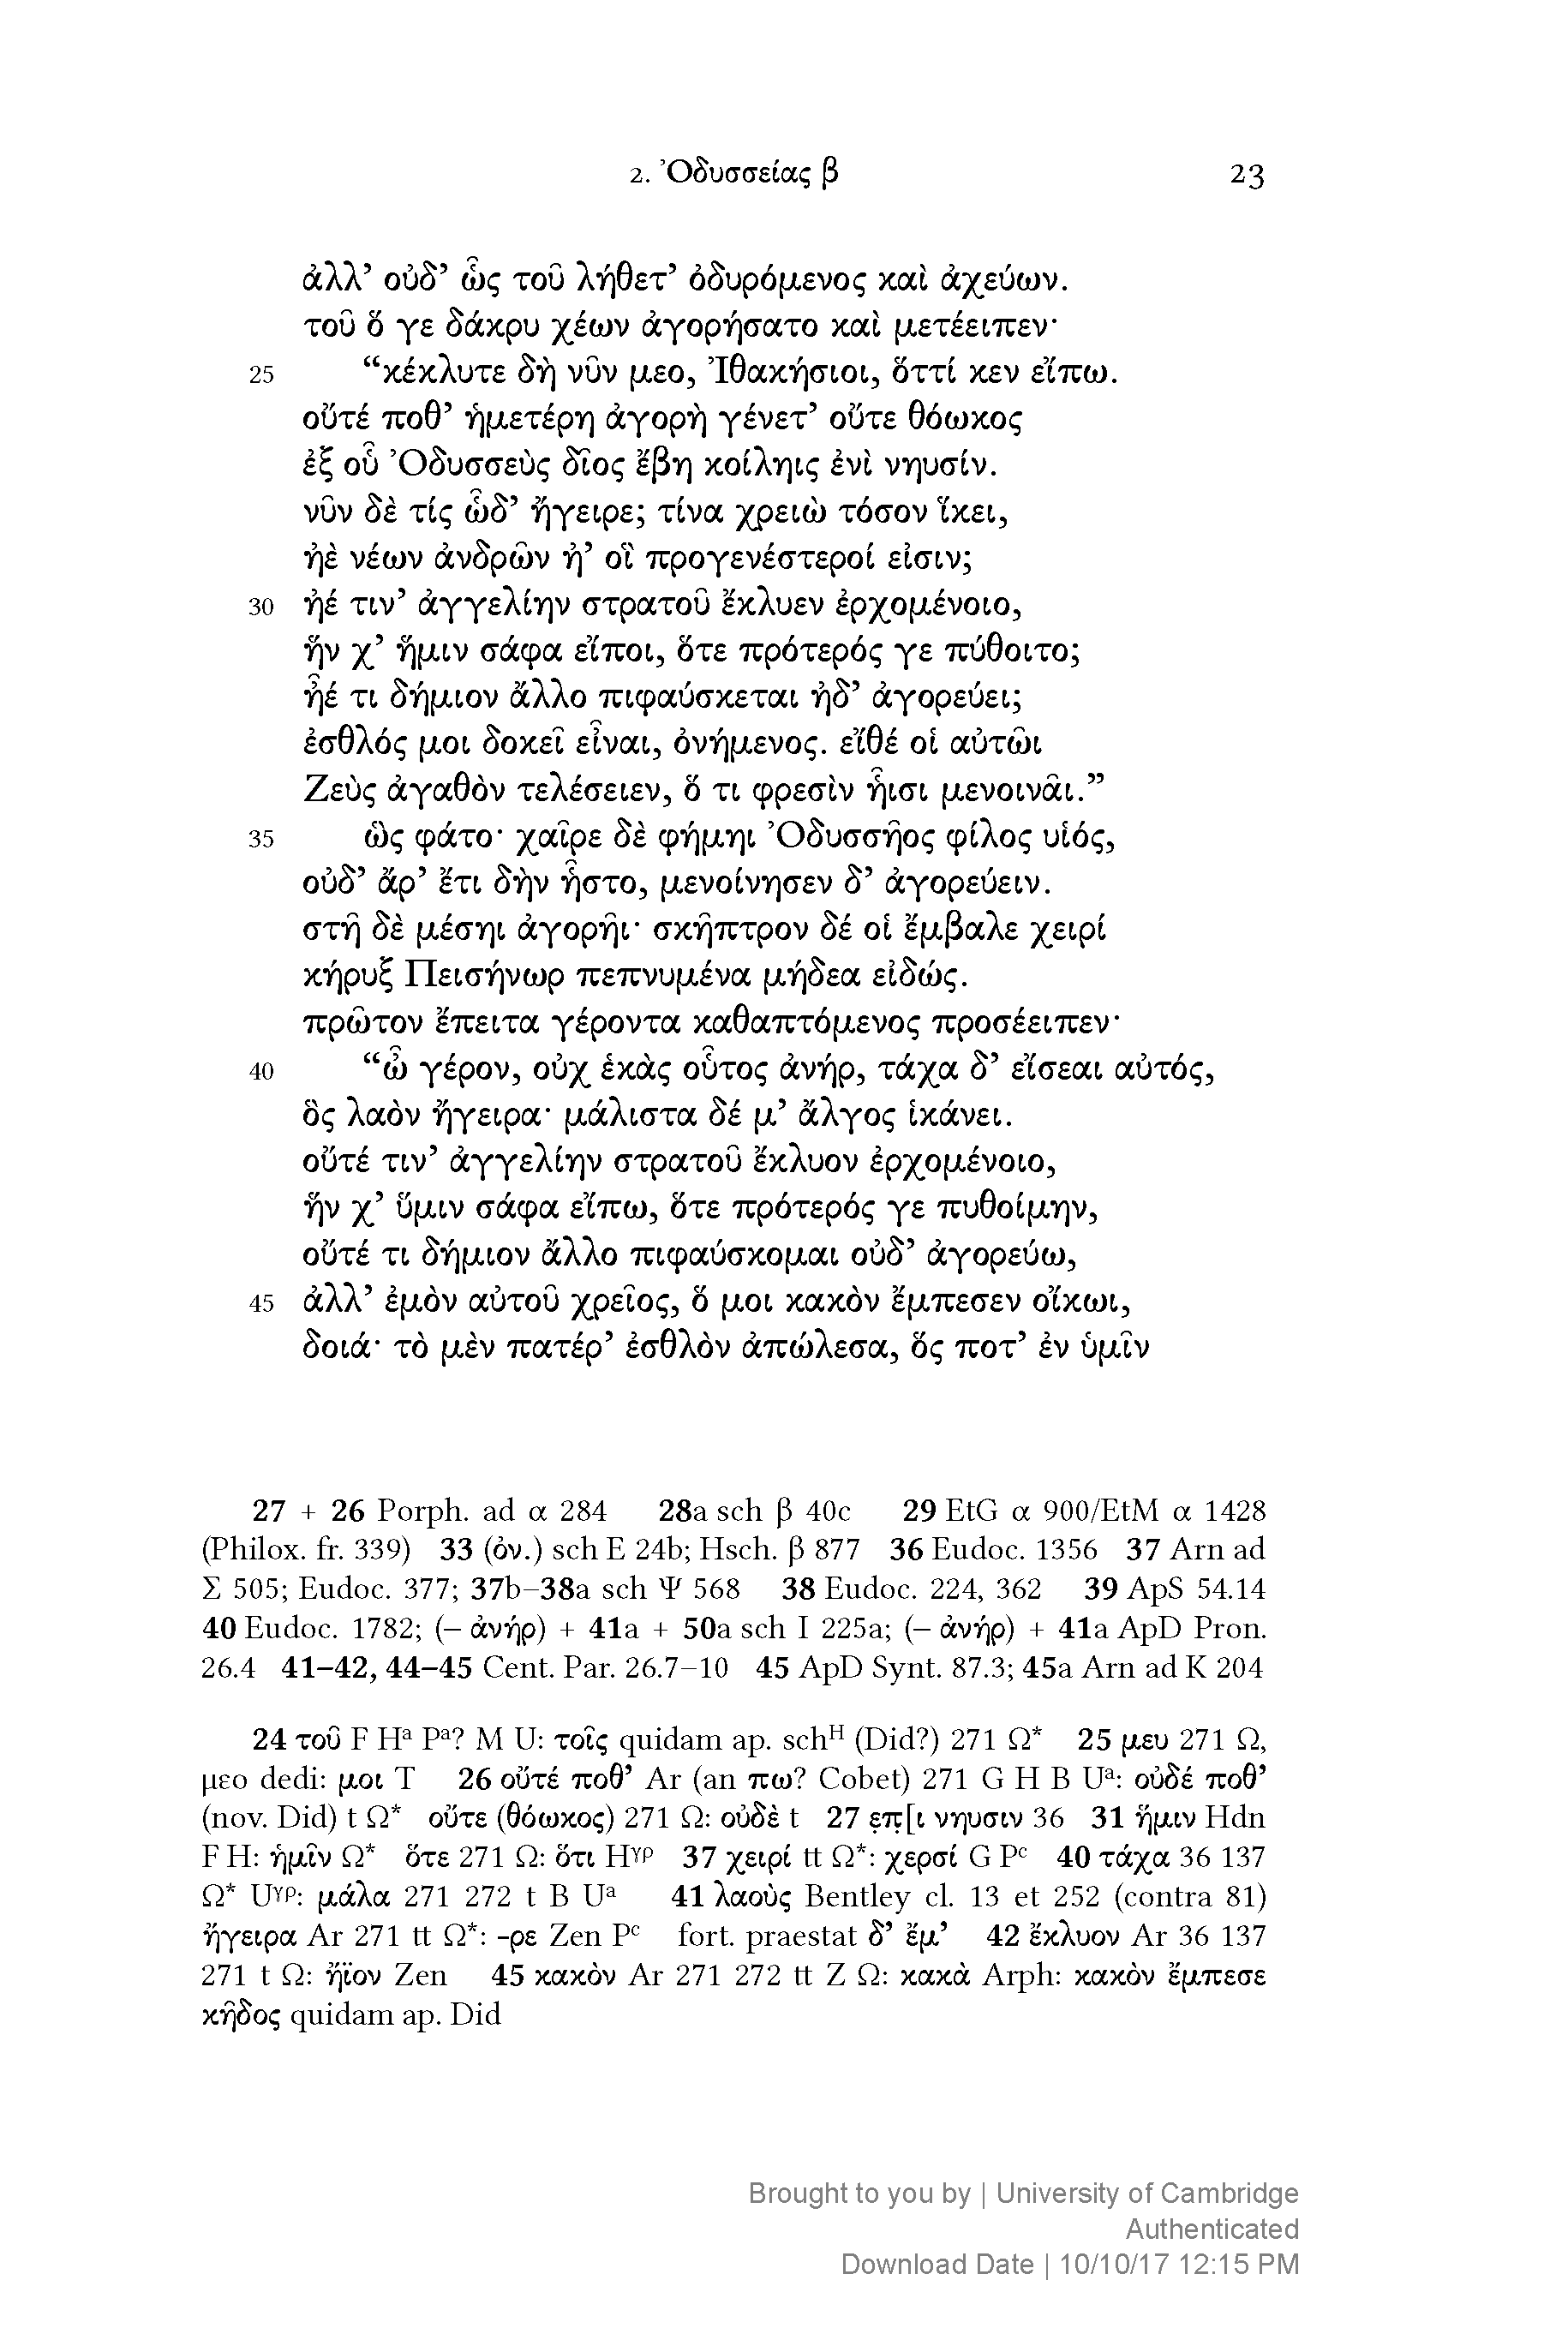 2. Ὀδυσσείας β 23
ἀλλ’ οὐδ’ ὧς τοῦ λήθετ’ ὀδυρόμενος καὶ ἀχεύων.
τοῦ ὅ γε δάκρυ χέων ἀγορήσατο καὶ μετέειπεν·
25 “κέκλυτε δὴ νῦν μεο, Ἰθακήσιοι, ὅττί κεν εἴπω.
οὔτέ ποθ’ ἡμετέρη ἀγορὴ γένετ’ οὔτε θόωκος
ἐξ οὗ Ὀδυσσεὺς δῖος ἔβη κοίληις ἐνὶ νηυσίν.
νῦν δὲ τίς ὧδ’ ἤγειρε; τίνα χρειὼ τόσον ἵκει,
ἠὲ νέων ἀνδρῶν ἠ’ οἳ προγενέστεροί εἰσιν;
30 ἠέ τιν’ ἀγγελίην στρατοῦ ἔκλυεν ἐρχομένοιο,
ἥν χ’ ἥμιν σάφα εἴποι, ὅτε πρότερός γε πύθοιτο;
ἦέ τι δήμιον ἄλλο πιφαύσκεται ἠδ’ ἀγορεύει;
ἐσθλός μοι δοκεῖ εἶναι, ὀνήμενος. εἴθέ οἱ αὐτῶι
Ζεὺς ἀγαθὸν τελέσειεν, ὅ τι φρεσὶν ἧισι μενοινᾶι.”
35 ὣς φάτο· χαῖρε δὲ φήμηι Ὀδυσσῆος φίλος υἱός,
οὐδ’ ἄρ’ ἔτι δὴν ἧστο, μενοίνησεν δ’ ἀγορεύειν.
στῆ δὲ μέσηι ἀγορῆι· σκῆπτρον δέ οἱ ἔμβαλε χειρί
κήρυξ Πεισήνωρ πεπνυμένα μήδεα εἰδώς.
πρῶτον ἔπειτα γέροντα καθαπτόμενος προσέειπεν·
40 “ὦ γέρον, οὐχ ἑκὰς οὗτος ἀνήρ, τάχα δ’ εἴσεαι αὐτός,
ὃς λαὸν ἤγειρα· μάλιστα δέ μ’ ἄλγος ἱκάνει.
οὔτέ τιν’ ἀγγελίην στρατοῦ ἔκλυον ἐρχομένοιο,
ἥν χ’ ὔμιν σάφα εἴπω, ὅτε πρότερός γε πυθοίμην,
οὔτέ τι δήμιον ἄλλο πιφαύσκομαι οὐδ’ ἀγορεύω,
45 ἀλλ’ ἐμὸν αὐτοῦ χρεῖος, ὅ μοι κακὸν ἔμπεσεν οἴκωι,
δοιά· τὸ μὲν πατέρ’ ἐσθλὸν ἀπώλεσα, ὅς ποτ’ ἐν ὑμῖν
27 + 26 Porph. ad α 284 28a sch β 40c 29 EtG α 900/EtM α 1428
(Philox. fr. 339) 33 (ὀν.) sch E 24b; Hsch. β 877 36 Eudoc. 1356 37 Arn ad
Σ 505; Eudoc. 377; 37b–38a sch Ψ 568 38 Eudoc. 224, 362 39 ApS 54.14
40 Eudoc. 1782; (– ἀνήρ) + 41a + 50a sch I 225a; (– ἀνήρ) + 41a ApD Pron.
26.4 41–42, 44–45 Cent. Par. 26.7–10 45 ApD Synt. 87.3; 45a Arn ad K 204
24 τοῦ F Hᵃ Pᵃ? M U: τοῖς quidam ap. schᴴ (Did?) 271 Ω* 25 μευ 271 Ω,
μεο dedi: μοι T 26 οὔτέ ποθ’ Ar (an πω? Cobet) 271 G H B Uᵃ: οὐδέ ποθ’
(nov. Did) t Ω* οὔτε (θόωκος) 271 Ω: οὐδὲ t 27 ε̣π̣[ι νηυσιν 36 31 ἥμιν Hdn
F H: ἡμῖν Ω* ὅτε 271 Ω: ὅτι Hγρ 37 χειρί tt Ω*: χερσί G Pᶜ 40 τάχα 36 137
Ω* Uγρ: μάλα 271 272 t B Uᵃ 41 λαοὺς Bentley cl. 13 et 252 (contra 81)
ἤγειρα Ar 271 tt Ω*: -ρε Zen Pᶜ fort. praestat δ’ ἔμ’ 42 ἔκλυον Ar 36 137
271 t Ω: ἤϊον Zen 45 κακὸν Ar 271 272 tt Z Ω: κακὰ Arph: κακὸν ἔμπεσε
κῆδος quidam ap. Did
Brought to you by | University of Cambridge
Authenticated
Download Date | 10/10/17 12:15 PM